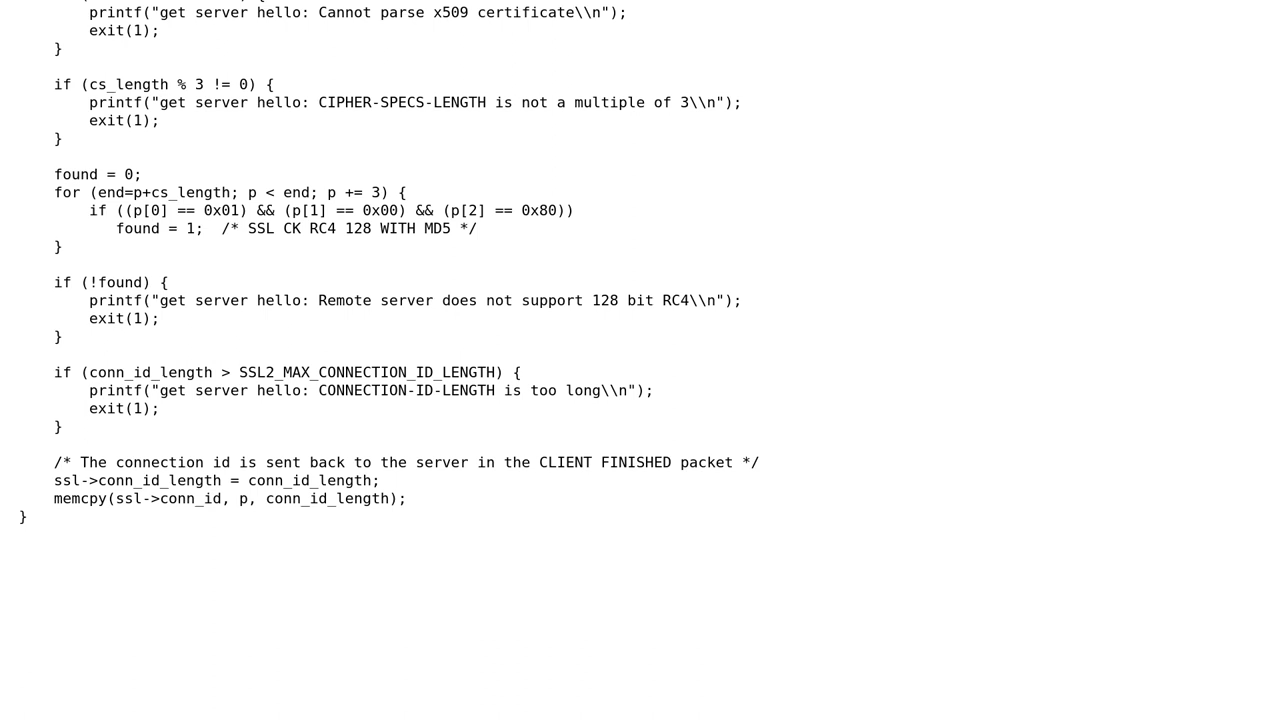 printf("get server hello: Cannot parse x509 certificate\\n");
        exit(1);
    }

    if (cs_length % 3 != 0) {
        printf("get server hello: CIPHER-SPECS-LENGTH is not a multiple of 3\\n");
        exit(1);
    }

    found = 0;
    for (end=p+cs_length; p < end; p += 3) {
        if ((p[0] == 0x01) && (p[1] == 0x00) && (p[2] == 0x80))
           found = 1;  /* SSL CK RC4 128 WITH MD5 */
    }

    if (!found) {
        printf("get server hello: Remote server does not support 128 bit RC4\\n");
        exit(1);
    }

    if (conn_id_length > SSL2_MAX_CONNECTION_ID_LENGTH) {
        printf("get server hello: CONNECTION-ID-LENGTH is too long\\n");
        exit(1);
    }

    /* The connection id is sent back to the server in the CLIENT FINISHED packet */
    ssl->conn_id_length = conn_id_length;
    memcpy(ssl->conn_id, p, conn_id_length);
}